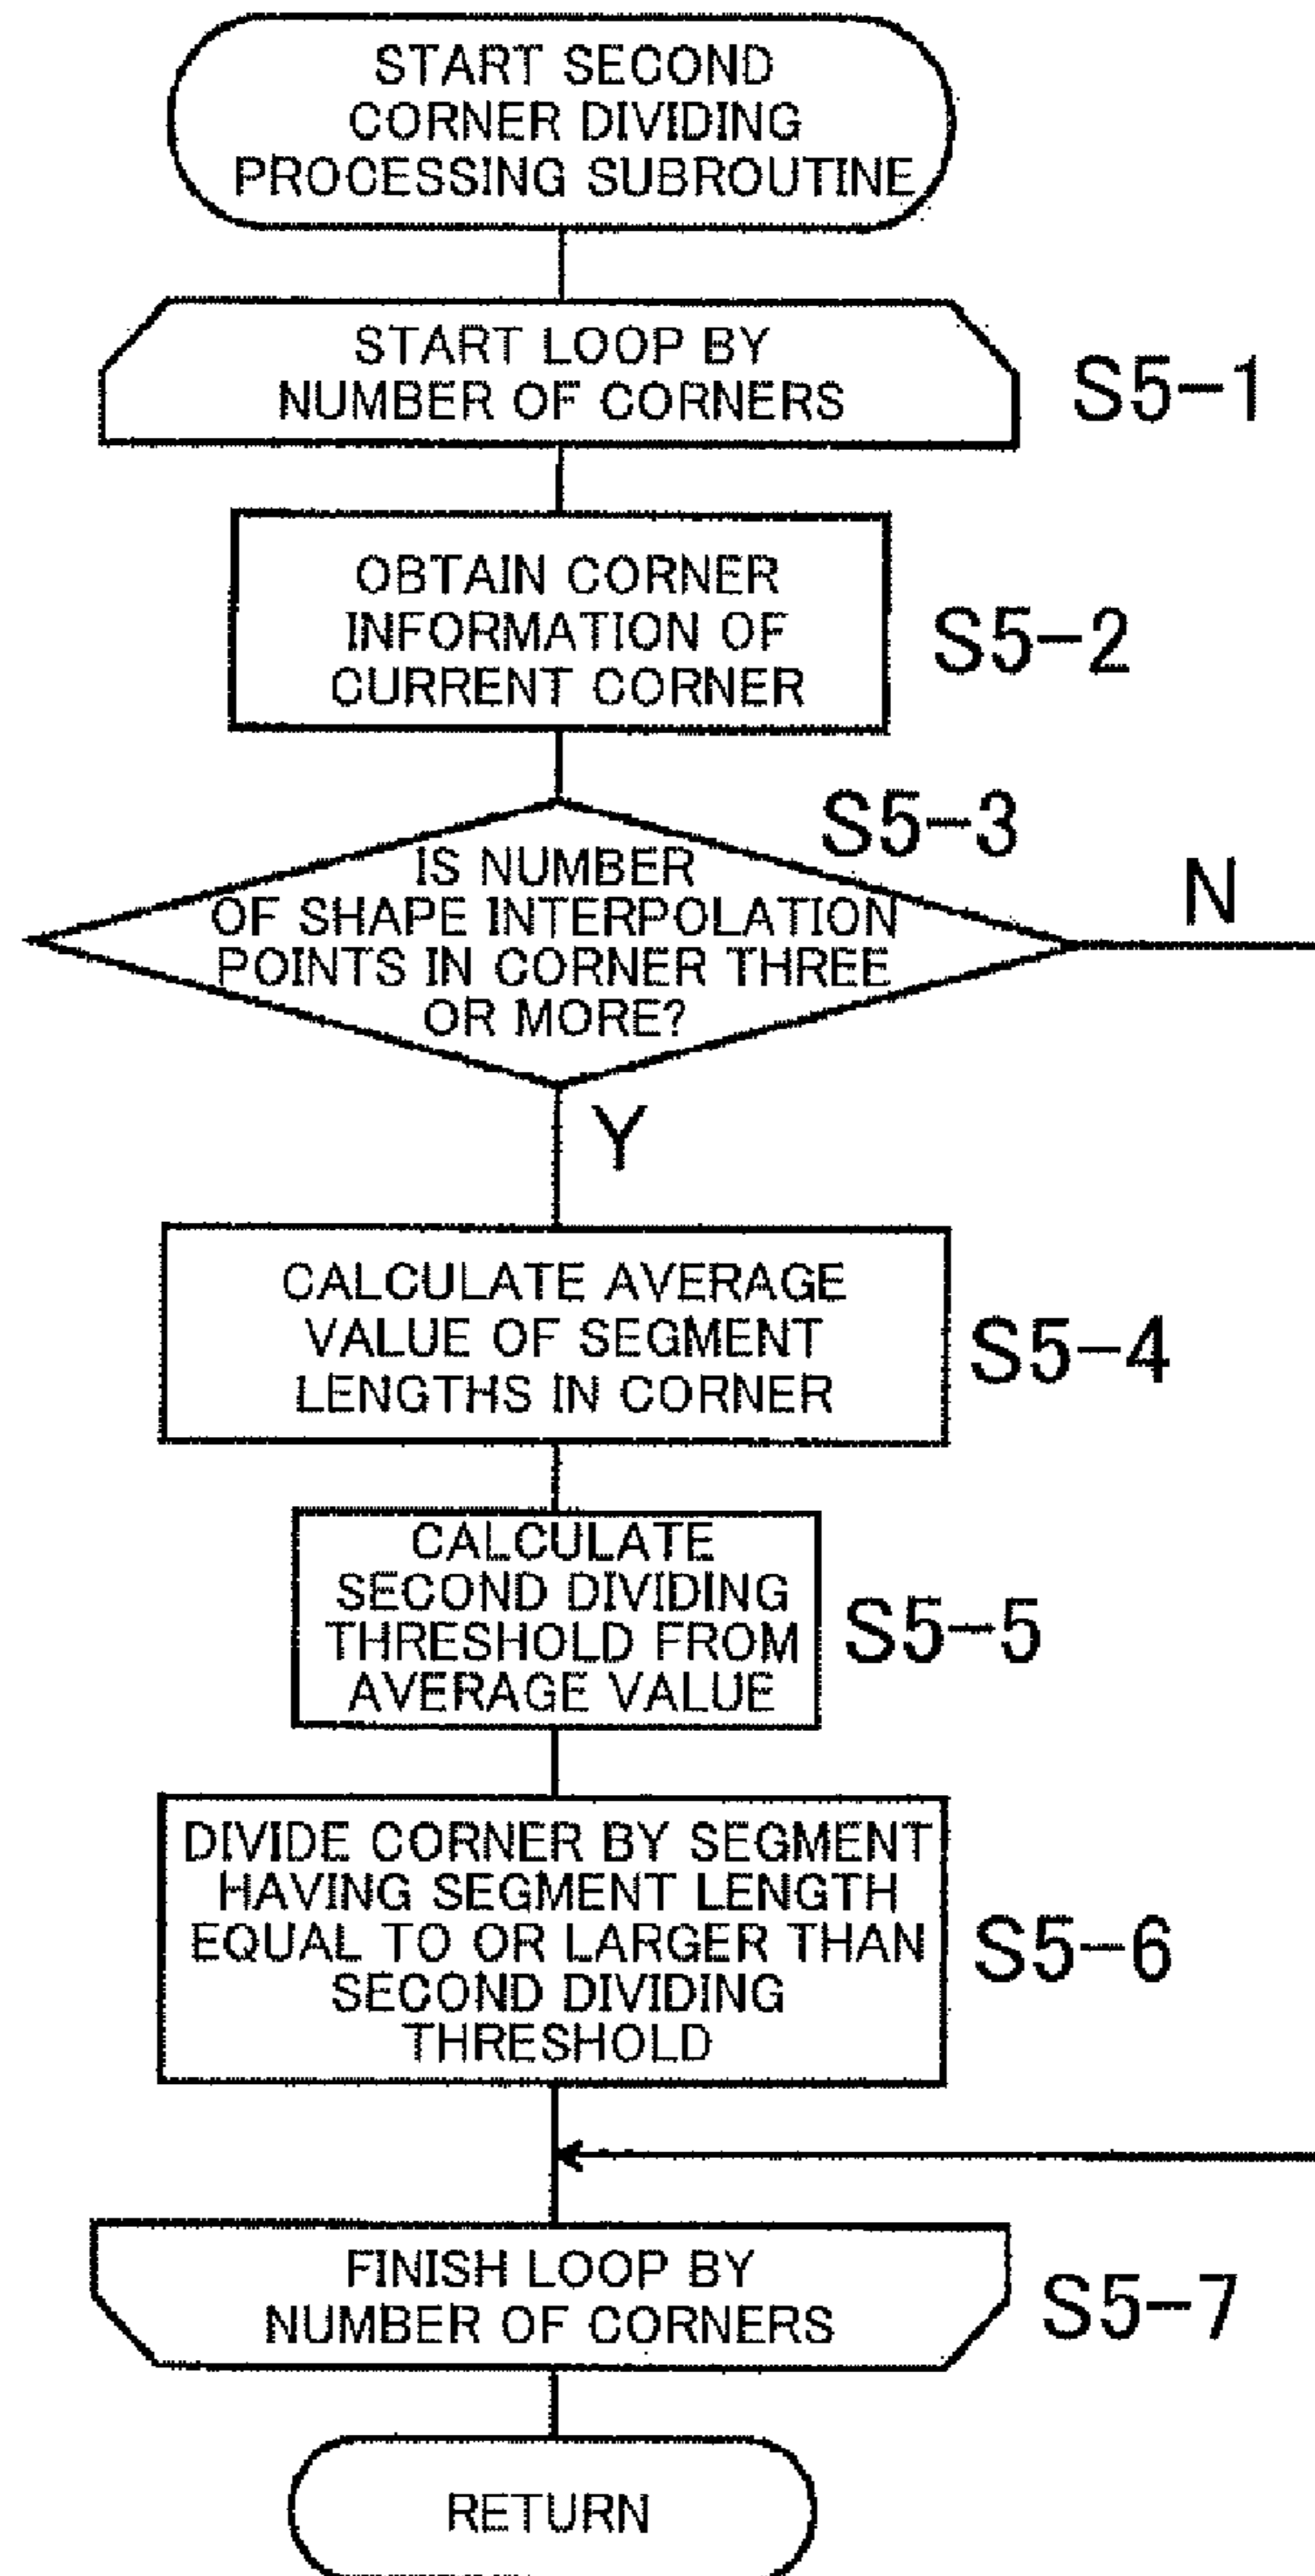 START SECOND
CORNER DIVIDING
PROCESSING SUBROUTINE
START LOOP BY
NUMBER OF CORNERS
S5-1
OBTAIN CORNER
INFORMATION OF
CURRENT CORNER
S5-2
S5-3
IS NUMBER
OF SHAPE INTERPOLATION
POINTS IN CORNER THREE
OR MORE?
N
Y
CALCULATE AVERAGE
VALUE OF SEGMENT
LENGTHS IN CORNER
S5-4
CALCULATE
SECOND DIVIDING
THRESHOLD FROM
AVERAGE VALUE
S5-5
DIVIDE CORNER BY SEGMENT
HAVING SEGMENT LENGTH
EQUAL TO OR LARGER THAN
SECOND DIVIDING
THRESHOLD
S5-6
FINISH LOOP BY
NUMBER OF CORNERS
S5-7
RETURN